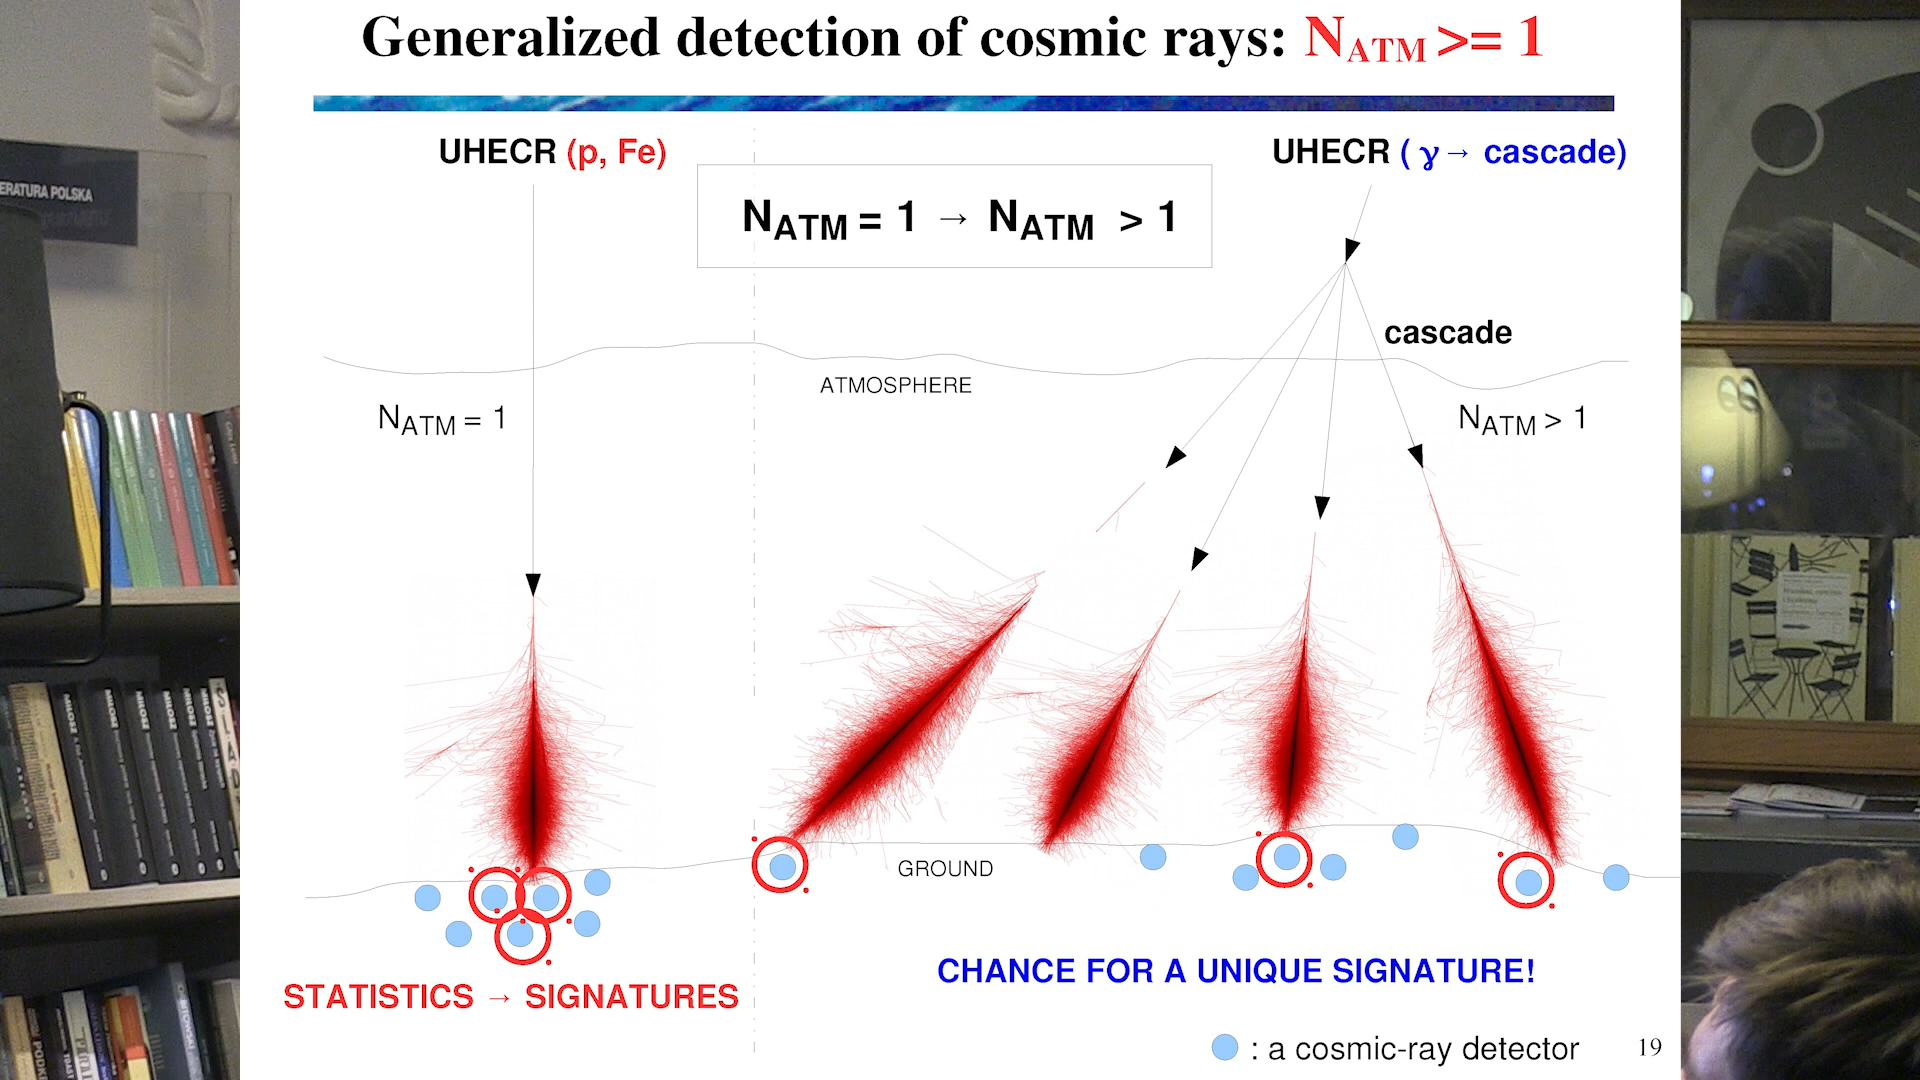 Generalized detection of cosmic rays: NATM >= 1
UHECR (p, Fe)
UHECR ( γ→ cascade)
NATM = 1 → NATM > 1
cascade
ATMOSPHERE
NATM = 1
NATM > 1
GROUND
CHANCE FOR A UNIQUE SIGNATURE!
STATISTICS → SIGNATURES
: a cosmic-ray detector
19
ERATURA POLSKA
MROŻEK